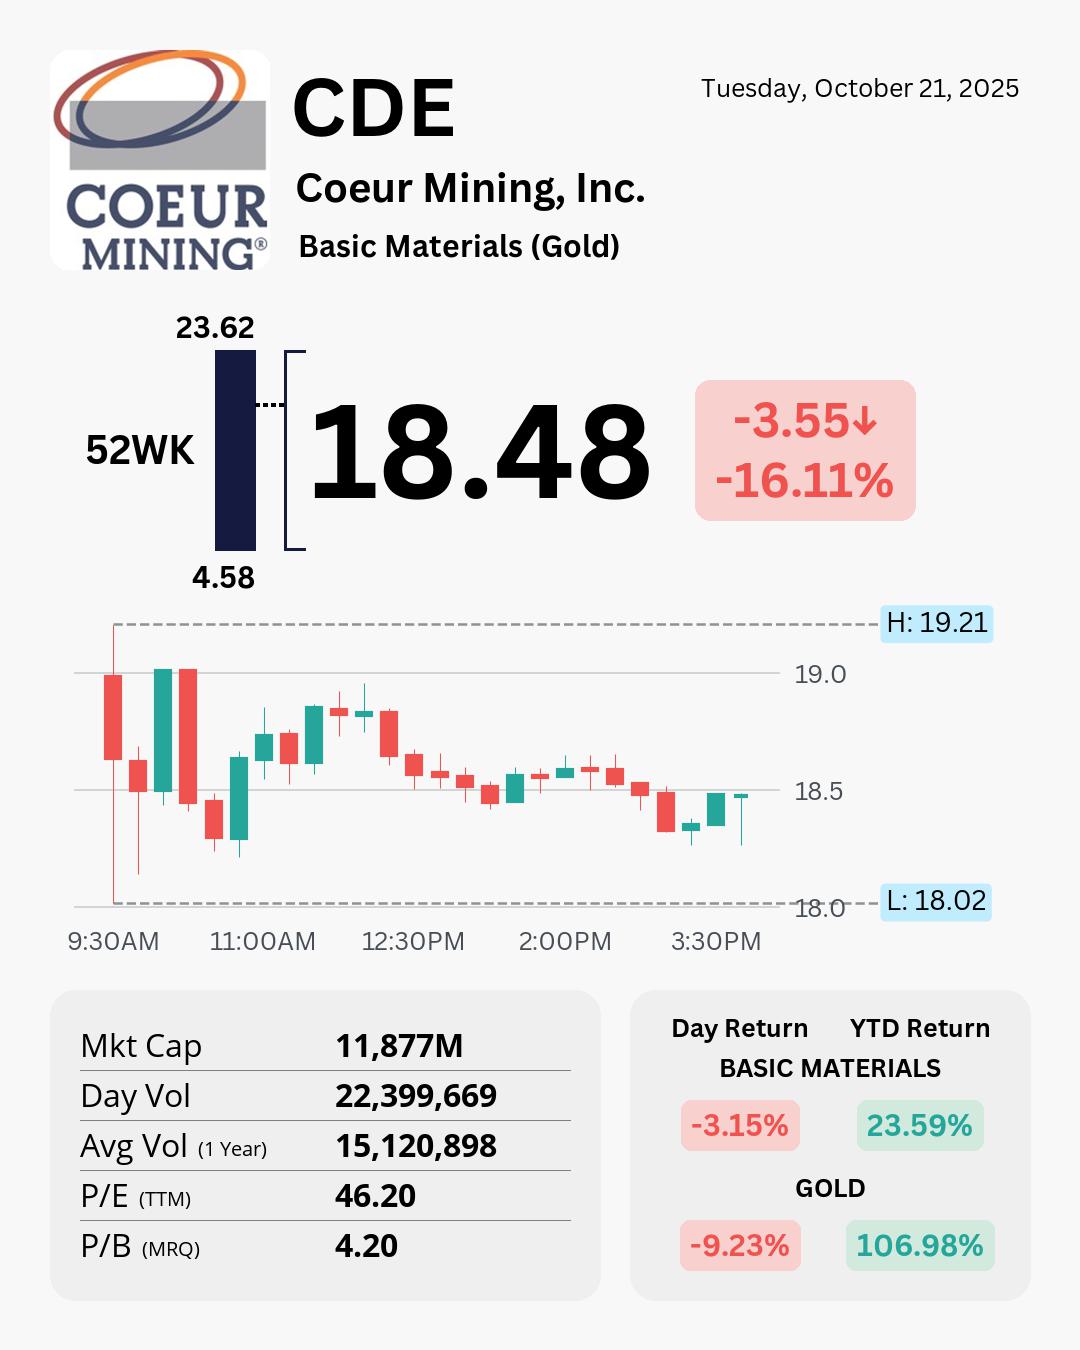 COEUR
MINING®
CDE
Coeur Mining, Inc.
Basic Materials (Gold)
Tuesday, October 21, 2025
23.62
52WK
4.58
18.48
-3.55↓
-16.11%
H: 19.21
19.0
18.5
18.0
L: 18.02
9:30AM 11:00AM 12:30PM 2:00PM 3:30PM
Mkt Cap 11,877M
Day Vol 22,399,669
Avg Vol (1 Year) 15,120,898
P/E (TTM) 46.20
P/B (MRQ) 4.20
Day Return YTD Return
BASIC MATERIALS
-3.15% 23.59%
GOLD
-9.23% 106.98%